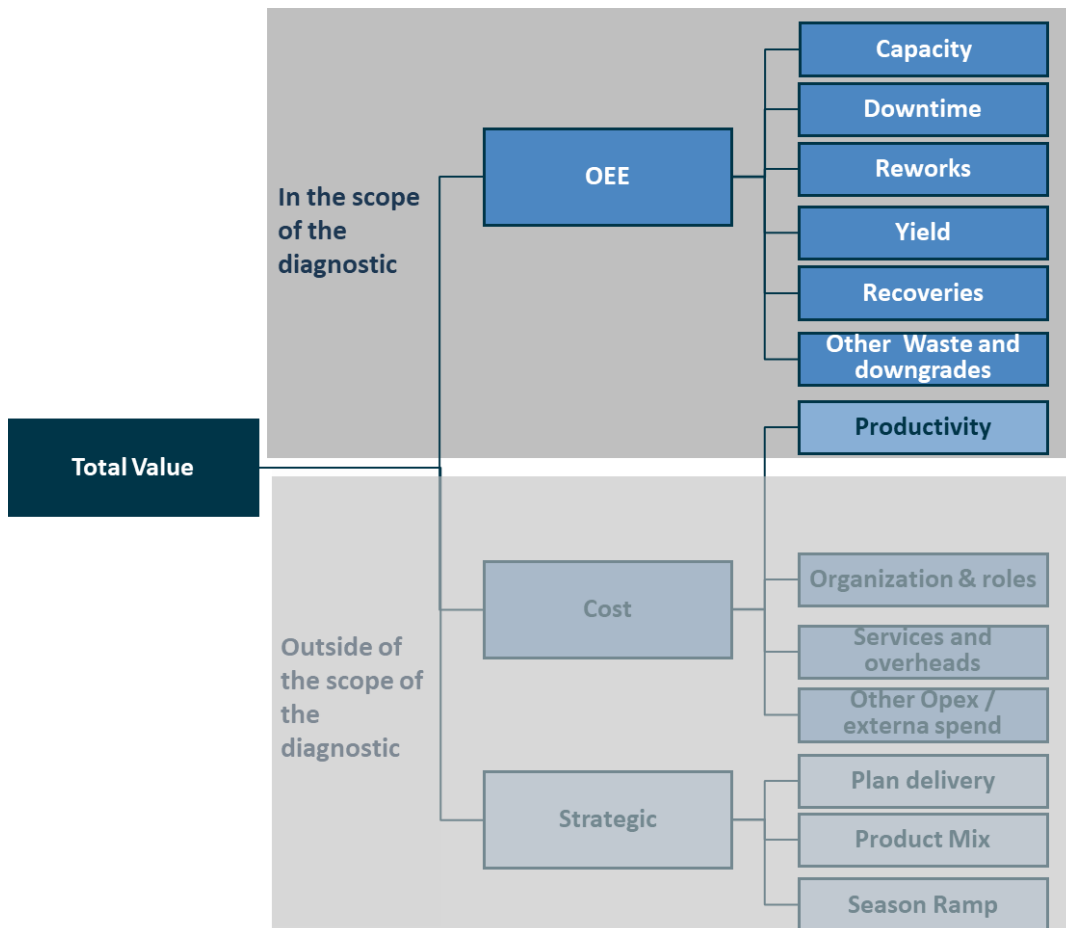 Capacity
Downtime
OEE
Reworks
In the scope
of the
diagnostic
Yield
Recoveries
Other Waste and
downgrades
Productivity
Total Value
Organization & roles
Cost
Services and
overheads
Outside of
the scope of
the
diagnostic
Other Opex /
externa spend
Plan delivery
Strategic
Product Mix
Season Ramp